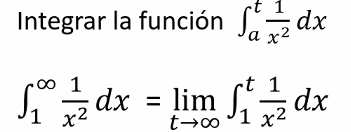 Integrar la función ∫ₐᵗ 1/x² dx
∫₁^∞ 1/x² dx = lim_{t→∞} ∫₁ᵗ 1/x² dx